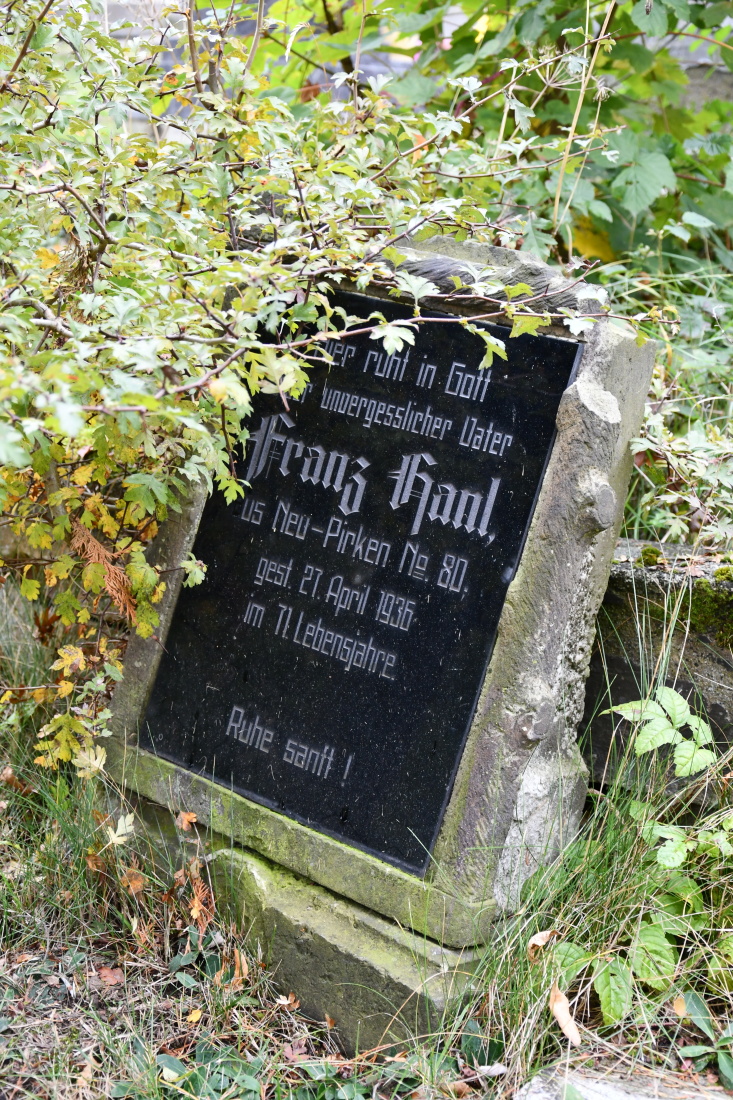 ruht in Gott
unvergesslicher Vater
Franz Hanl,
us Neu-Pirken No 80.
gest. 27. April 1936
im 71. Lebensjahre.
Ruhe sanft !